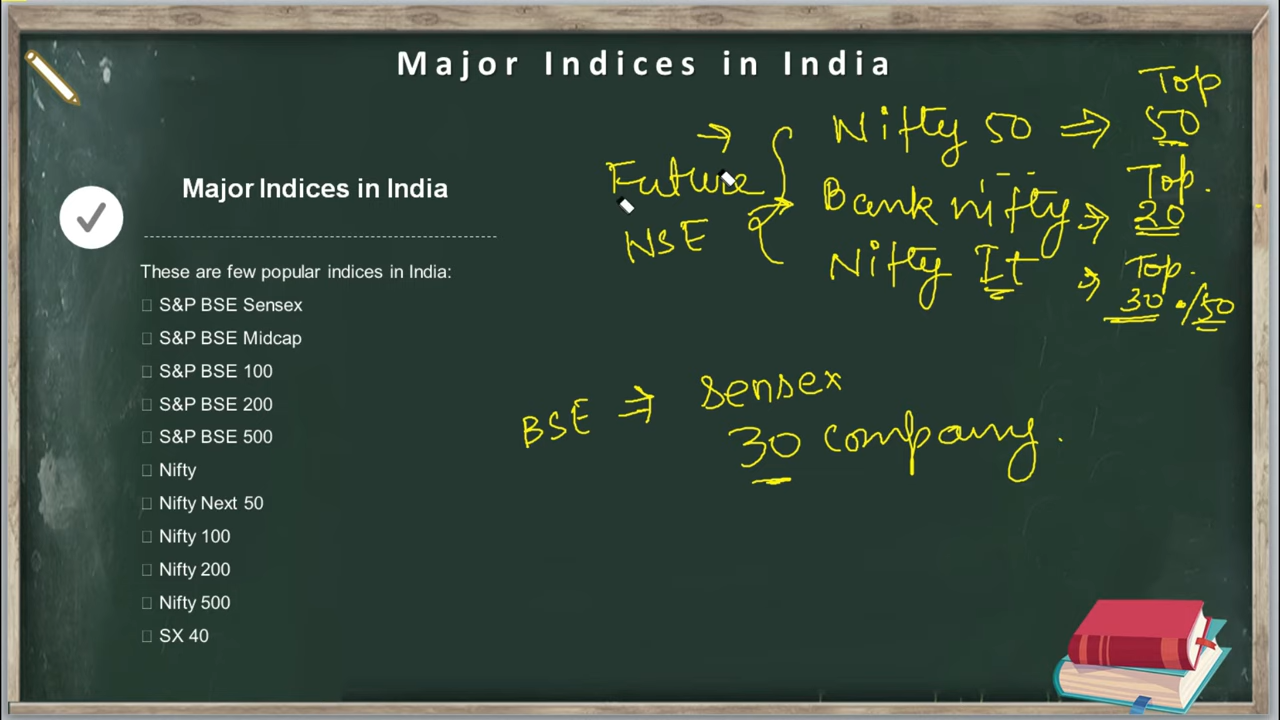 Major Indices in India
Major Indices in India
These are few popular indices in India:
S&P BSE Sensex
S&P BSE Midcap
S&P BSE 100
S&P BSE 200
S&P BSE 500
Nifty
Nifty Next 50
Nifty 100
Nifty 200
Nifty 500
SX 40
Future
NSE
Nifty 50 ⇒ Top 50
Bank nifty ⇒ Top. 20
Nifty It ⇒ Top. 30./50
BSE ⇒ Sensex
30 company.